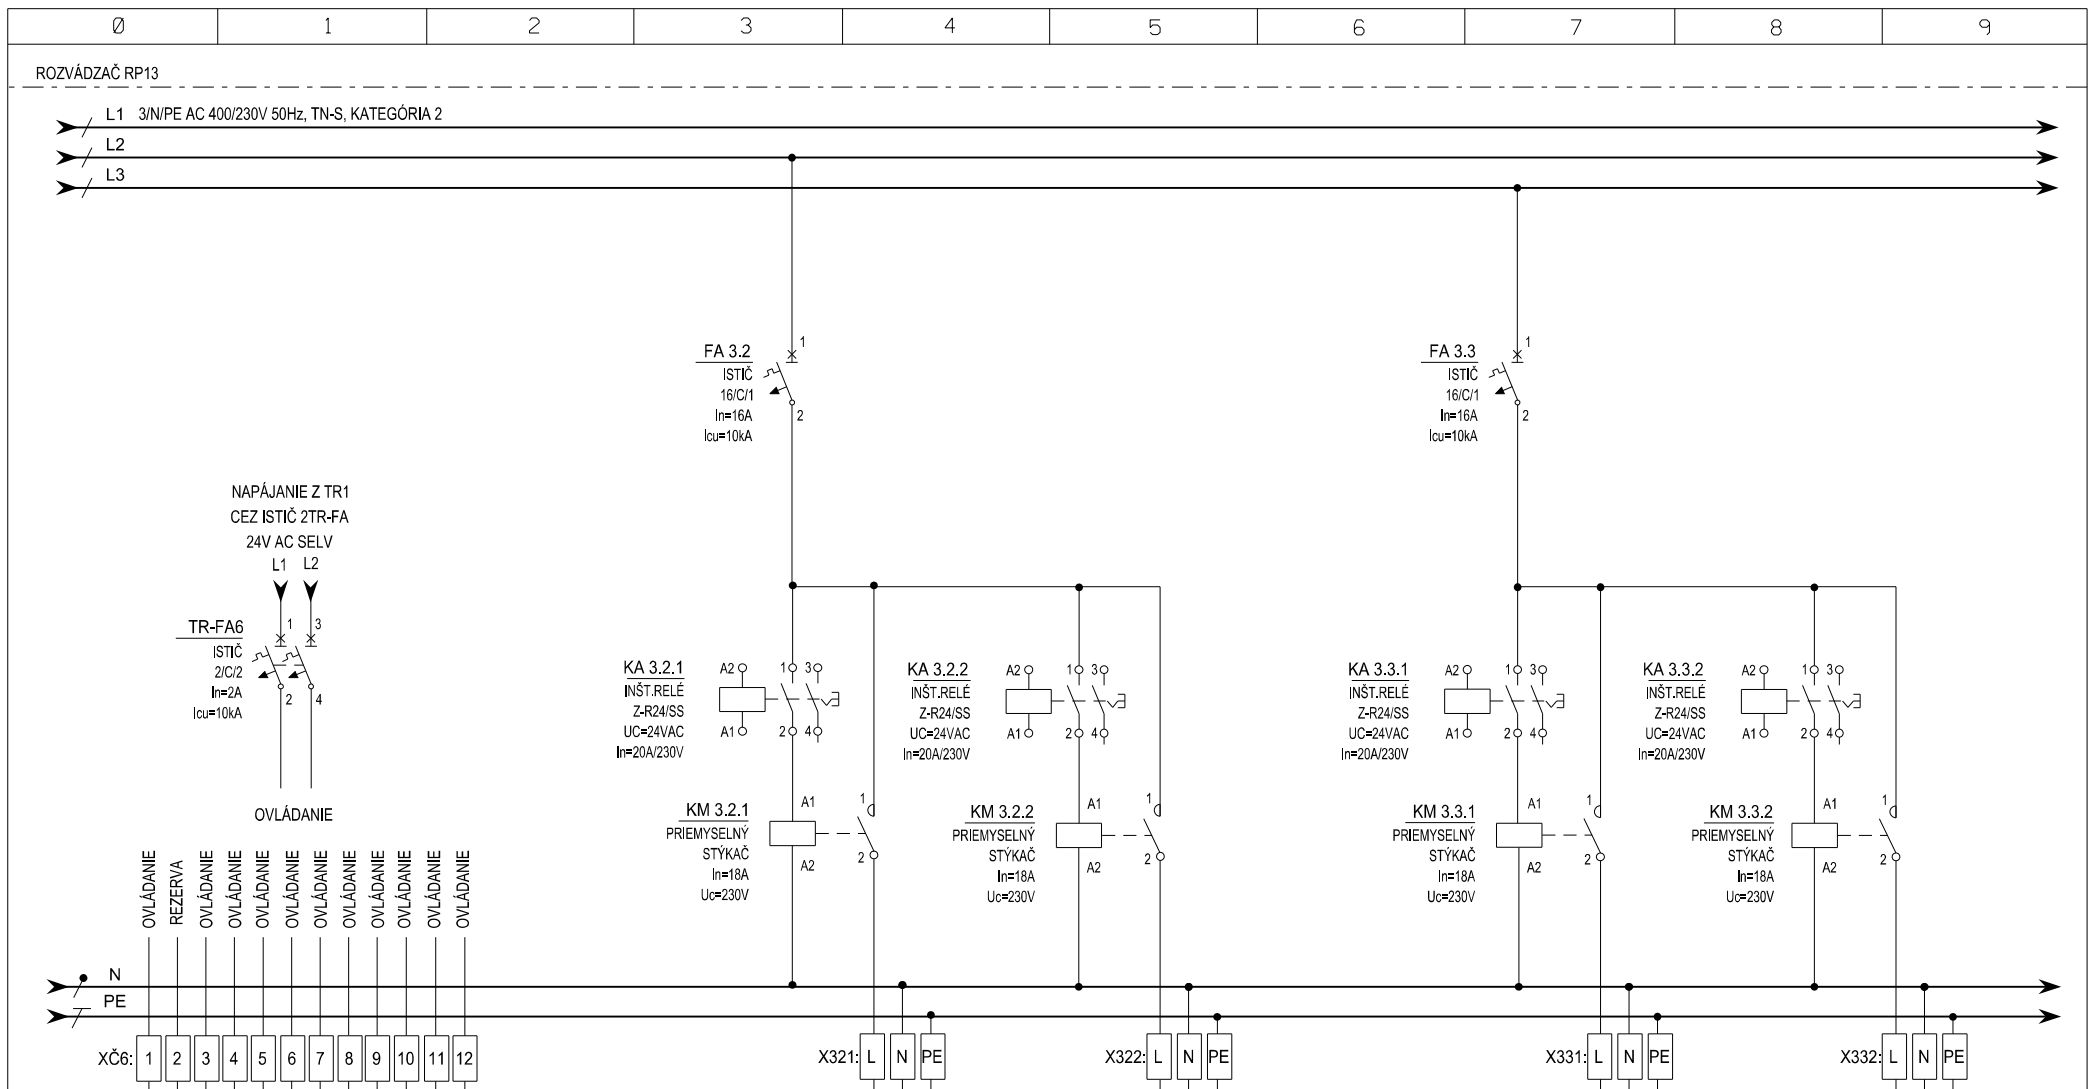 0 1 2 3 4 5 6 7 8 9
ROZVÁDZAČ RP13
L1 3/N/PE AC 400/230V 50Hz, TN-S, KATEGÓRIA 2
L2
L3
FA 3.2
ISTIČ
16/C/1
In=16A
Icu=10kA
1
2
FA 3.3
ISTIČ
16/C/1
In=16A
Icu=10kA
1
2
NAPÁJANIE Z TR1
CEZ ISTIČ 2TR-FA
24V AC SELV
L1 L2
TR-FA6
ISTIČ
2/C/2
In=2A
Icu=10kA
1 3
2 4
OVLÁDANIE
KA 3.2.1
INŠT.RELÉ
Z-R24/SS
UC=24VAC
In=20A/230V
A2 1 3
A1 2 4
KA 3.2.2
INŠT.RELÉ
Z-R24/SS
UC=24VAC
In=20A/230V
A2 1 3
A1 2 4
KA 3.3.1
INŠT.RELÉ
Z-R24/SS
UC=24VAC
In=20A/230V
A2 1 3
A1 2 4
KA 3.3.2
INŠT.RELÉ
Z-R24/SS
UC=24VAC
In=20A/230V
A2 1 3
A1 2 4
KM 3.2.1
PRIEMYSELNÝ
STÝKAČ
In=18A
Uc=230V
A1 1
A2 2
KM 3.2.2
PRIEMYSELNÝ
STÝKAČ
In=18A
Uc=230V
A1 1
A2 2
KM 3.3.1
PRIEMYSELNÝ
STÝKAČ
In=18A
Uc=230V
A1 1
A2 2
KM 3.3.2
PRIEMYSELNÝ
STÝKAČ
In=18A
Uc=230V
A1 1
A2 2
OVLÁDANIE
REZERVA
OVLÁDANIE
OVLÁDANIE
OVLÁDANIE
OVLÁDANIE
OVLÁDANIE
OVLÁDANIE
OVLÁDANIE
OVLÁDANIE
OVLÁDANIE
OVLÁDANIE
N
PE
XČ6: 1 2 3 4 5 6 7 8 9 10 11 12
X321: L N PE
X322: L N PE
X331: L N PE
X332: L N PE